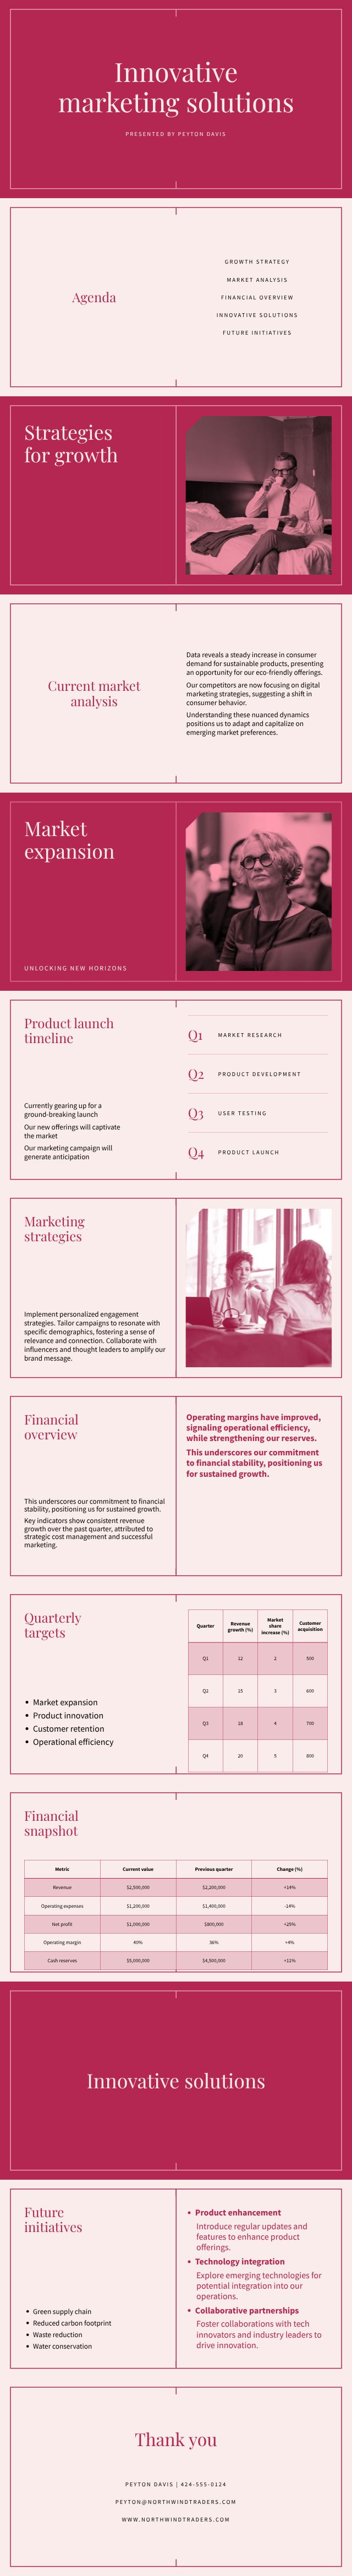 Innovative
marketing solutions
PRESENTED BY PEYTON DAVIS
Agenda
GROWTH STRATEGY
MARKET ANALYSIS
FINANCIAL OVERVIEW
INNOVATIVE SOLUTIONS
FUTURE INITIATIVES
Strategies
for growth
Current market
analysis
Data reveals a steady increase in consumer
demand for sustainable products, presenting
an opportunity for eco-friendly offerings.
Our competitors are now focusing on digital
marketing strategies, suggesting a shift in
consumer behavior.
Understanding these nuanced dynamics
positions us to adapt and capitalize on
emerging market preferences.
Market
expansion
UNLOCKING NEW HORIZONS
Product launch
timeline
Currently gearing up for a
ground-breaking launch
Our new offerings will captivate
the market
Our marketing campaign will
generate anticipation
Q1 MARKET RESEARCH
Q2 PRODUCT DEVELOPMENT
Q3 USER TESTING
Q4 PRODUCT LAUNCH
Marketing
strategies
Implement personalized engagement
strategies. Tailor campaigns to resonate with
specific demographics, fostering a sense of
relevance and connection. Collaborate with
influencers and thought leaders to amplify our
brand message.
Financial
overview
This underscores our commitment to financial
stability, positioning us for sustained growth.
Key indicators show consistent revenue
growth over the past quarter, attributed to
strategic cost management and successful
marketing.
Operating margins have improved,
signaling operational efficiency,
while strengthening our reserves.
This underscores our commitment
to financial stability, positioning us
for sustained growth.
Quarterly
targets
• Market expansion
• Product innovation
• Customer retention
• Operational efficiency
Quarter Revenue growth (%) Market share increase (%) Customer acquisition
Q1 12 2 500
Q2 15 3 600
Q3 18 4 700
Q4 20 5 800
Financial
snapshot
Metric Current value Previous quarter Change (%)
Revenue $2,500,000 $2,200,000 +14%
Operating expenses $1,200,000 $1,400,000 -14%
Net profit $1,000,000 $800,000 +25%
Operating margin 40% 36% +4%
Cash reserves $5,000,000 $4,500,000 +11%
Innovative solutions
Future
initiatives
• Green supply chain
• Reduced carbon footprint
• Waste reduction
• Water conservation
• Product enhancement
Introduce regular updates and
features to enhance product
offerings.
• Technology integration
Explore emerging technologies for
potential integration into our
operations.
• Collaborative partnerships
Foster collaborations with tech
innovators and industry leaders to
drive innovation.
Thank you
PEYTON DAVIS | 424-555-0124
PEYTON@NORTHWINDTRADERS.COM
WWW.NORTHWINDTRADERS.COM